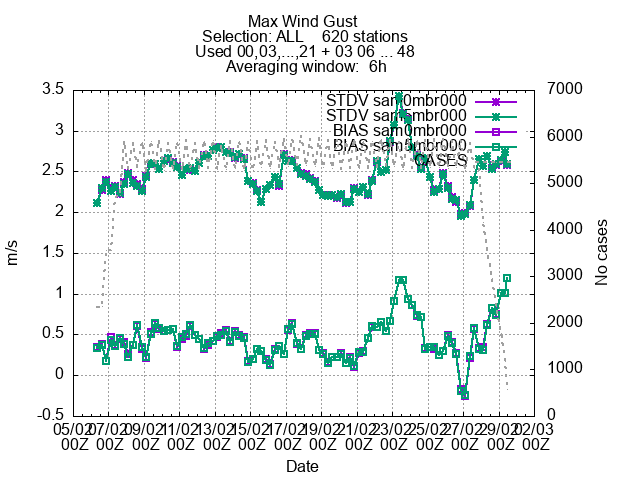 Max Wind Gust
Selection: ALL 620 stations
Used 00,03,...,21 + 03 06 ... 48
Averaging window: 6h
STDV sam0mbr000
STDV sam5mbr000
BIAS sam0mbr000
BIAS sam5mbr000
CASES
3.5
3
2.5
2
1.5
1
0.5
0
-0.5
m/s
7000
6000
5000
4000
3000
2000
1000
0
No cases
05/02 07/02 09/02 11/02 13/02 15/02 17/02 19/02 21/02 23/02 25/02 27/02 29/02 02/03
00Z 00Z 00Z 00Z 00Z 00Z 00Z 00Z 00Z 00Z 00Z 00Z 00Z 00Z
Date